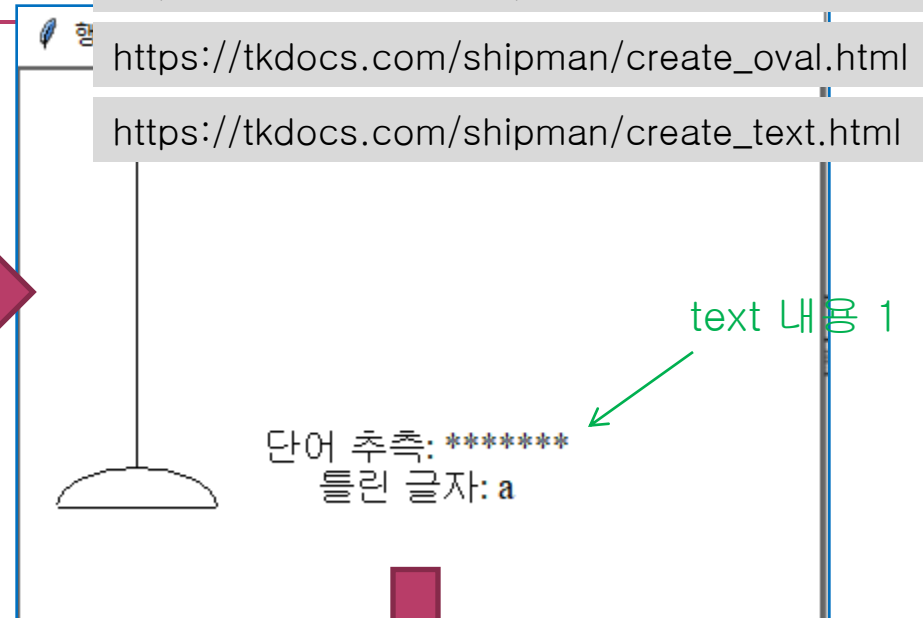 행
https://tkdocs.com/shipman/create_oval.html
https://tkdocs.com/shipman/create_text.html
text 내용 1
단어 추측: *******
틀린 글자: a